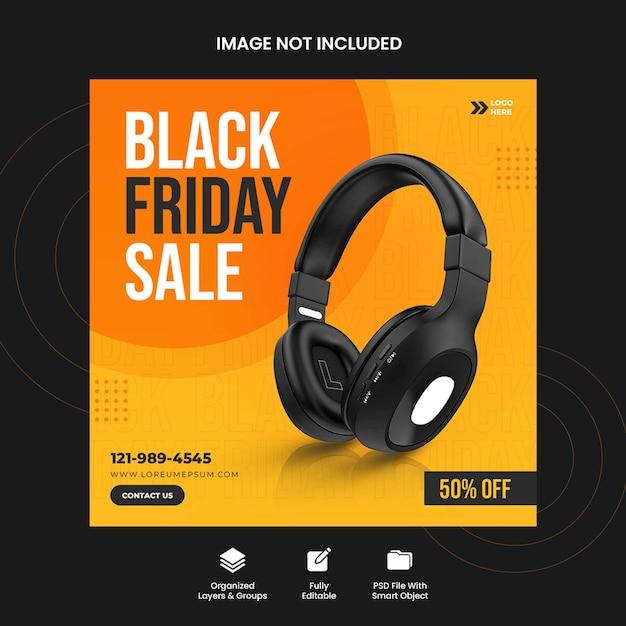 IMAGE NOT INCLUDED
LOGO
HERE
BLACK
FRIDAY
SALE
L
121-989-4545
WWW.LOREUMEPSUM.COM
CONTACT US
50% OFF
Organized
Layers & Groups
Fully
Editable
PSD File With
Smart Object